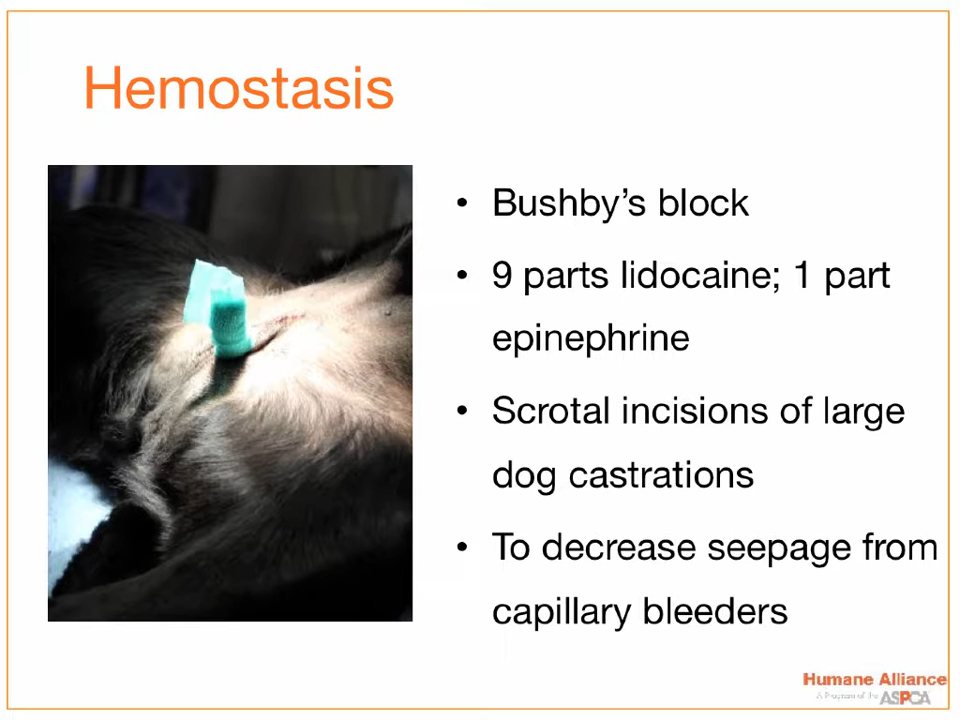 Hemostasis
• Bushby's block
• 9 parts lidocaine; 1 part
epinephrine
• Scrotal incisions of large
dog castrations
• To decrease seepage from
capillary bleeders
Humane Alliance
A Program of the ASPCA